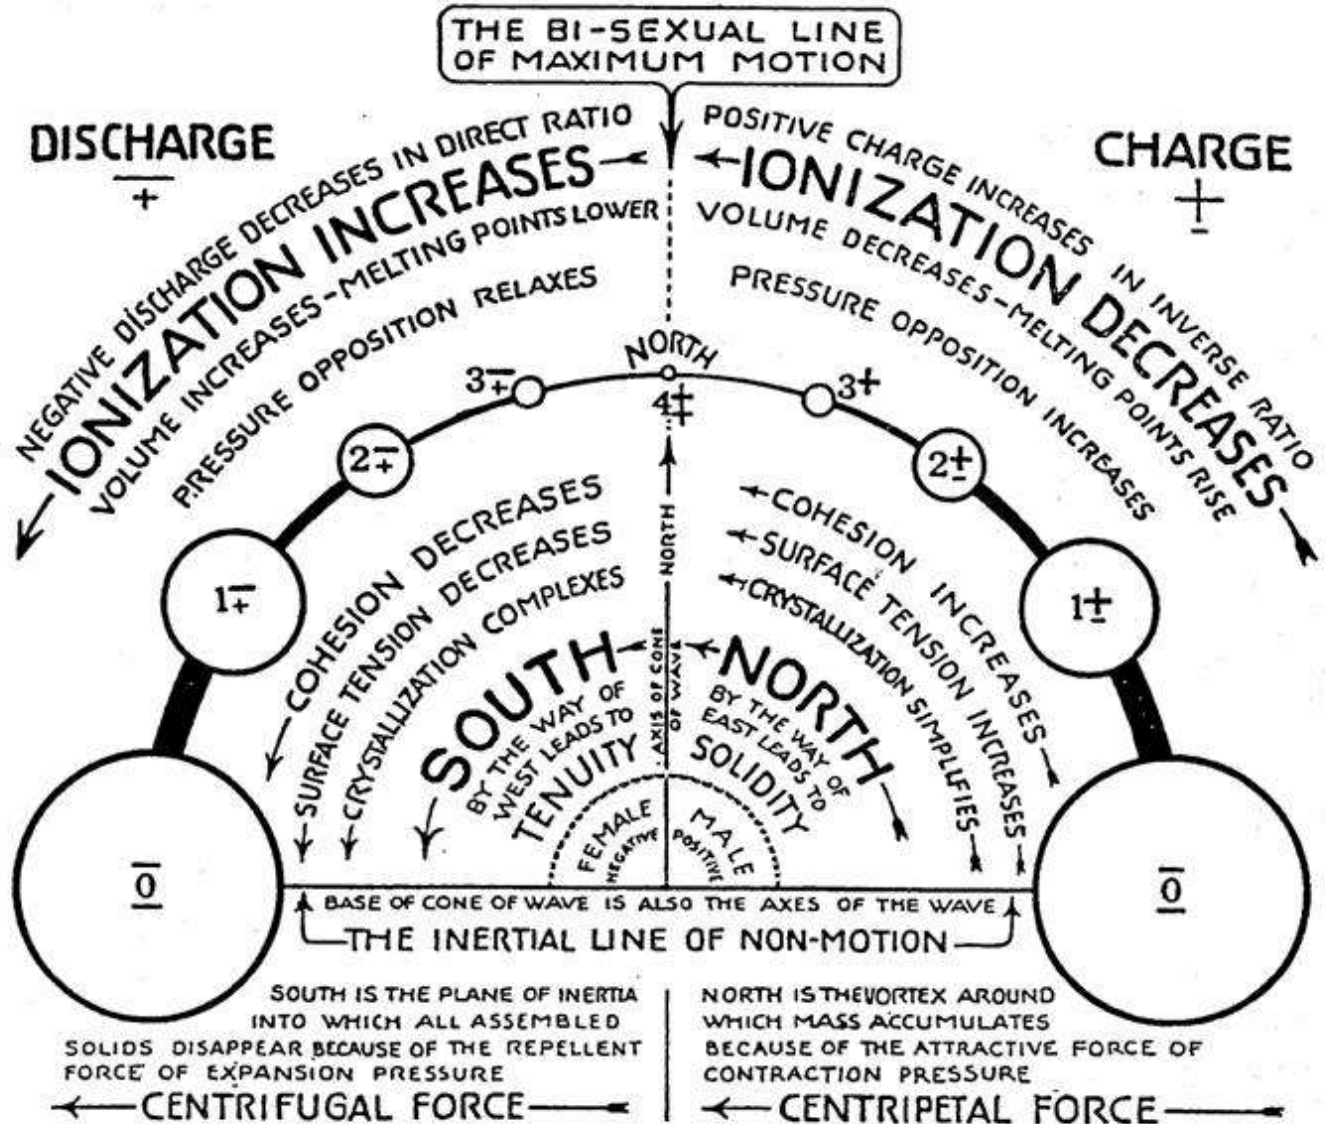 THE BI-SEXUAL LINE
OF MAXIMUM MOTION
DISCHARGE
− +
CHARGE
+ −
NEGATIVE DISCHARGE DECREASES IN DIRECT RATIO
IONIZATION INCREASES
VOLUME INCREASES-MELTING POINTS LOWER
PRESSURE OPPOSITION RELAXES
POSITIVE CHARGE INCREASES IN INVERSE RATIO
IONIZATION DECREASES
VOLUME DECREASES-MELTING POINTS RISE
PRESSURE OPPOSITION INCREASES
NORTH
3∓
4
3+
2∓
2±
1∓
1±
0
0
COHESION DECREASES
SURFACE TENSION DECREASES
CRYSTALLIZATION COMPLEXES
NORTH
COHESION INCREASES
SURFACE TENSION INCREASES
CRYSTALLIZATION SIMPLIFIES
SOUTH
BY THE WAY OF
WEST LEADS TO
TENUITY
AXIS OF CONE
OF WAVE
NORTH
BY THE WAY OF
EAST LEADS TO
SOLIDITY
FEMALE
NEGATIVE
MALE
POSITIVE
BASE OF CONE OF WAVE IS ALSO THE AXES OF THE WAVE
THE INERTIAL LINE OF NON-MOTION
SOUTH IS THE PLANE OF INERTIA
INTO WHICH ALL ASSEMBLED
SOLIDS DISAPPEAR BECAUSE OF THE REPELLENT
FORCE OF EXPANSION PRESSURE
CENTRIFUGAL FORCE
NORTH IS THE VORTEX AROUND
WHICH MASS ACCUMULATES
BECAUSE OF THE ATTRACTIVE FORCE OF
CONTRACTION PRESSURE
CENTRIPETAL FORCE